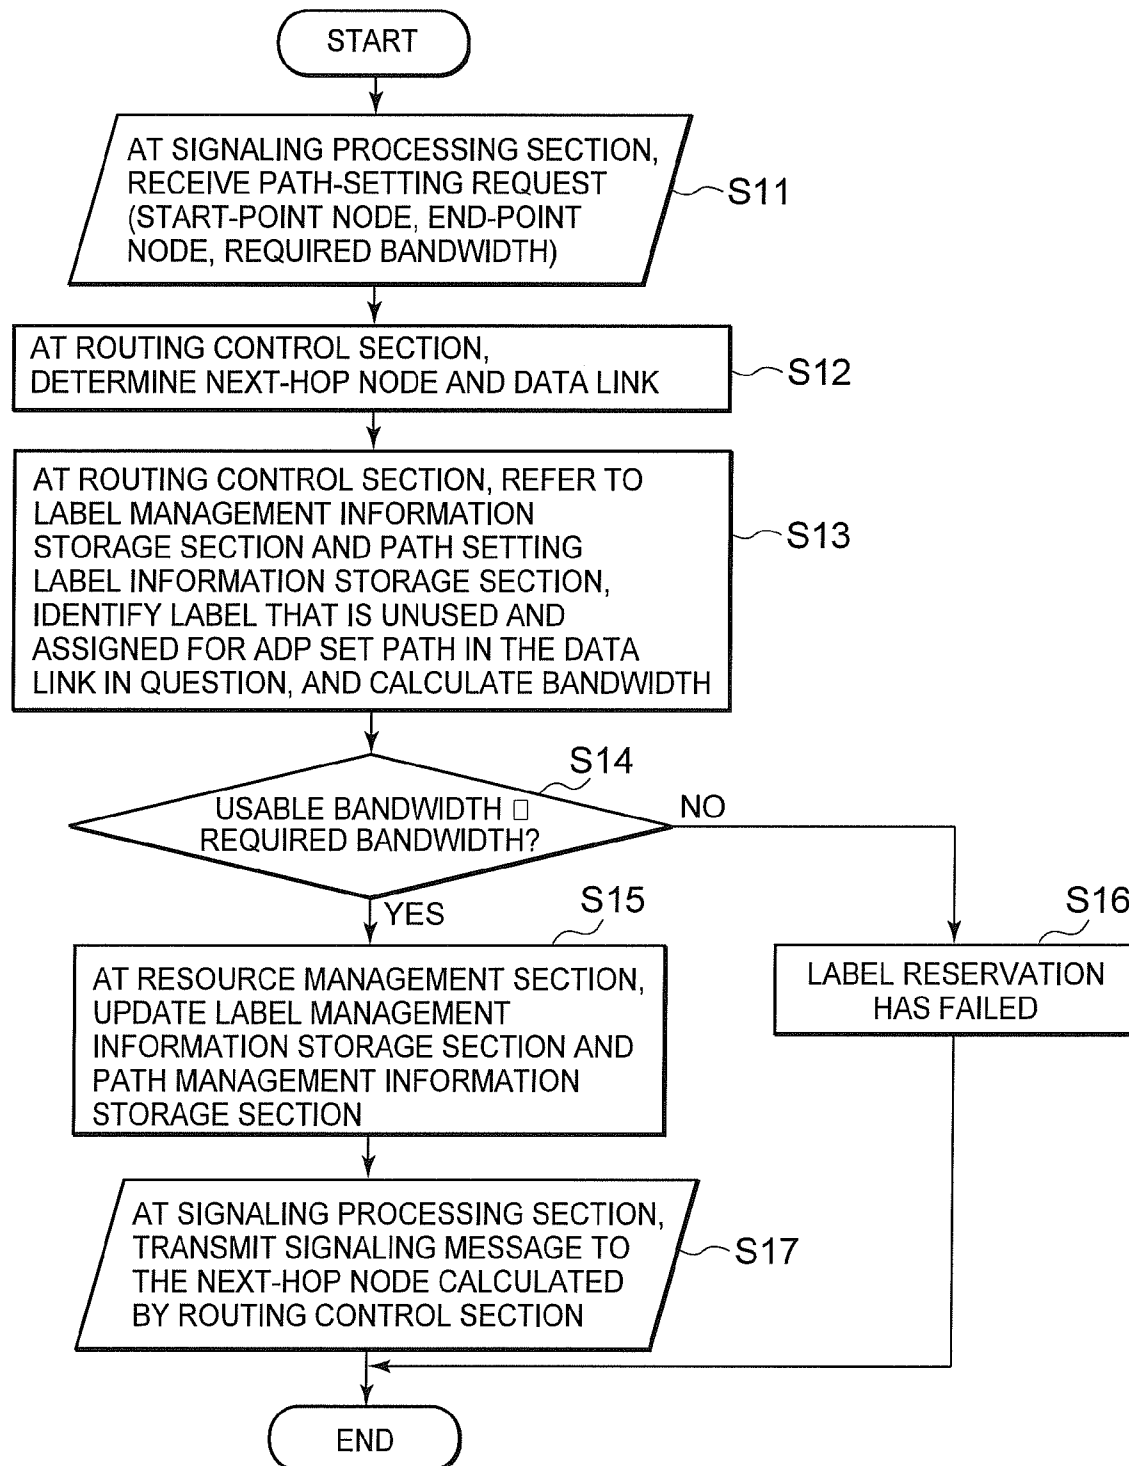 START
AT SIGNALING PROCESSING SECTION,
RECEIVE PATH-SETTING REQUEST
(START-POINT NODE, END-POINT
NODE, REQUIRED BANDWIDTH)
S11
AT ROUTING CONTROL SECTION,
DETERMINE NEXT-HOP NODE AND DATA LINK
S12
AT ROUTING CONTROL SECTION, REFER TO
LABEL MANAGEMENT INFORMATION
STORAGE SECTION AND PATH SETTING
LABEL INFORMATION STORAGE SECTION,
IDENTIFY LABEL THAT IS UNUSED AND
ASSIGNED FOR ADP SET PATH IN THE DATA
LINK IN QUESTION, AND CALCULATE BANDWIDTH
S13
S14
USABLE BANDWIDTH □
REQUIRED BANDWIDTH?
NO
YES
S15
AT RESOURCE MANAGEMENT SECTION,
UPDATE LABEL MANAGEMENT
INFORMATION STORAGE SECTION AND
PATH MANAGEMENT INFORMATION
STORAGE SECTION
S16
LABEL RESERVATION
HAS FAILED
AT SIGNALING PROCESSING SECTION,
TRANSMIT SIGNALING MESSAGE TO
THE NEXT-HOP NODE CALCULATED
BY ROUTING CONTROL SECTION
S17
END